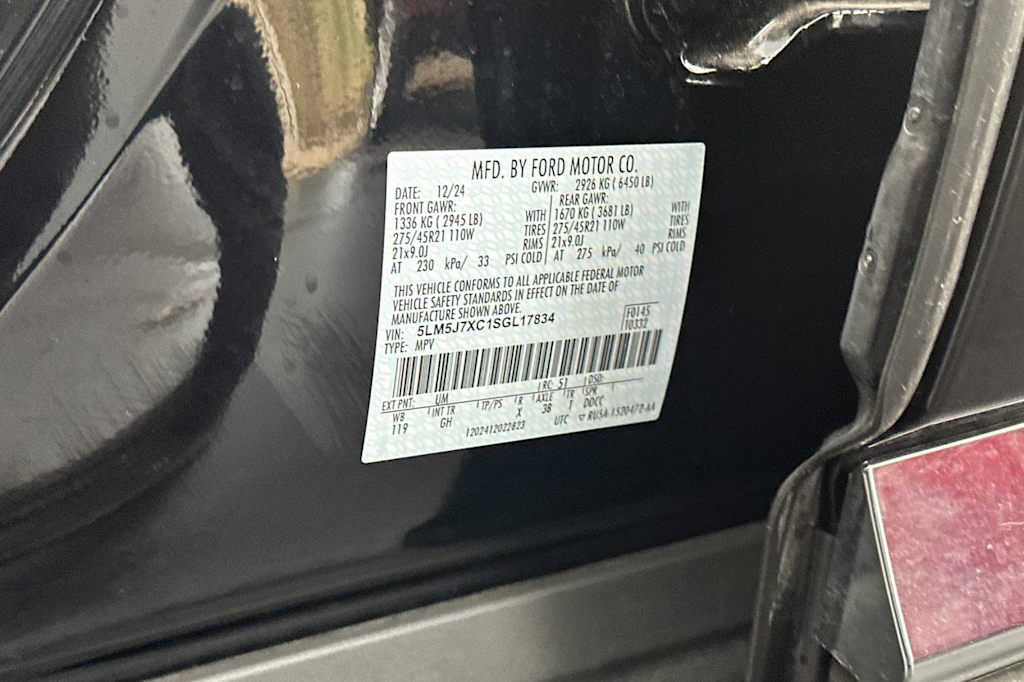 MFD. BY FORD MOTOR CO.
DATE: 12/24 GVWR: 2926 KG ( 6450 LB)
FRONT GAWR: REAR GAWR:
1336 KG ( 2945 LB) WITH 1670 KG ( 3681 LB) WITH
275/45R21 110W TIRES 275/45R21 110W TIRES
21x9.0J RIMS 21x9.0J RIMS
AT 230 kPa/ 33 PSI COLD AT 275 kPa/ 40 PSI COLD
THIS VEHICLE CONFORMS TO ALL APPLICABLE FEDERAL MOTOR
VEHICLE SAFETY STANDARDS IN EFFECT ON THE DATE OF
MANUFACTURE SHOWN ABOVE.
VIN: 5LM5J7XC1SGL17834 F0145
TYPE: MPV 10332
EXT PNT: UM RC: 51 DSO:
WB INT TR TP/PS R AXLE TR SPR
119 GH X 3B T DDCC
1202412022823 UTC ▽ RU5A-1520472-AA